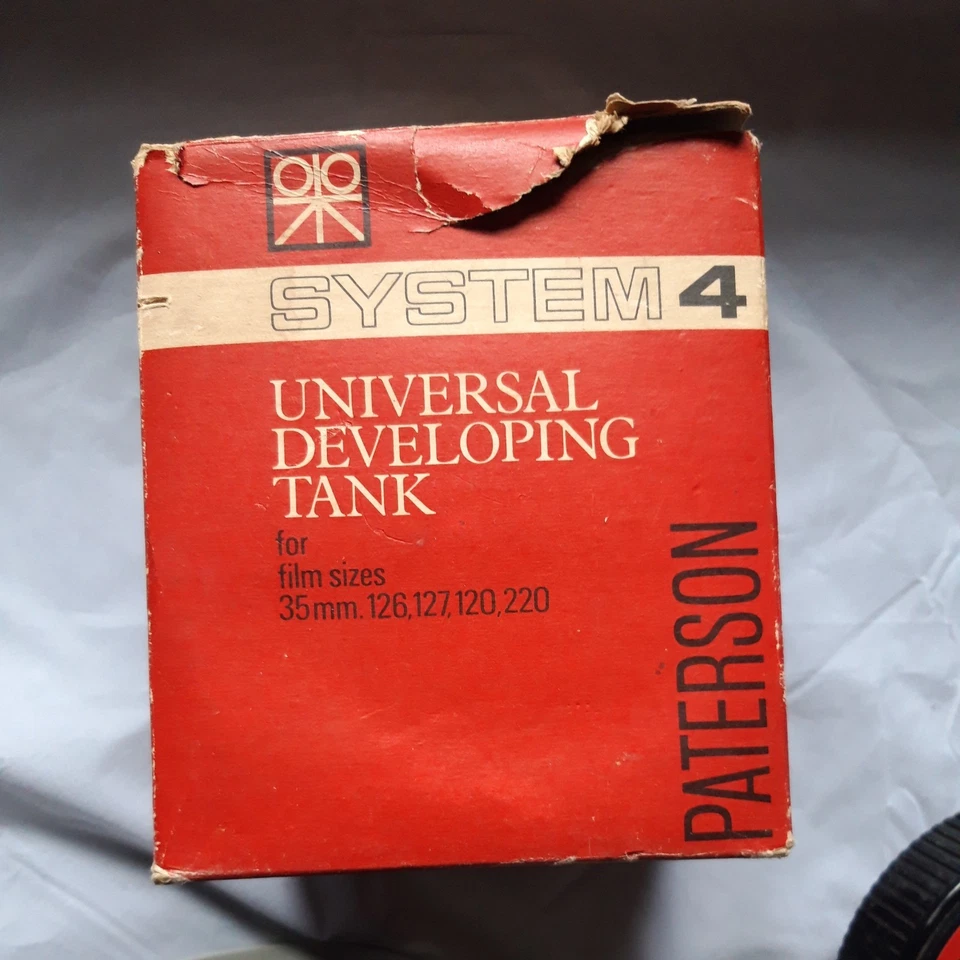 SYSTEM 4
UNIVERSAL
DEVELOPING
TANK
for
film sizes
35mm. 126, 127, 120, 220
PATERSON